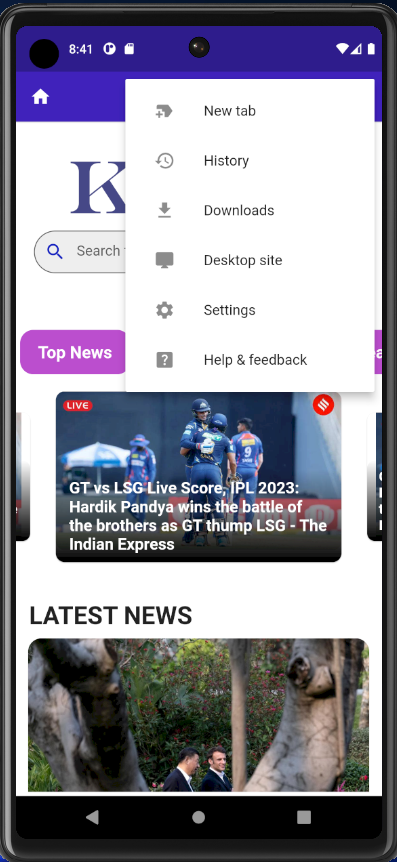 8:41
K
New tab
History
Search
Downloads
Desktop site
Settings
Top News
Help & feedback
LIVE
9
GT vs LSG Live Score, IPL 2023:
Hardik Pandya wins the battle of
the brothers as GT thump LSG - The
Indian Express
LATEST NEWS